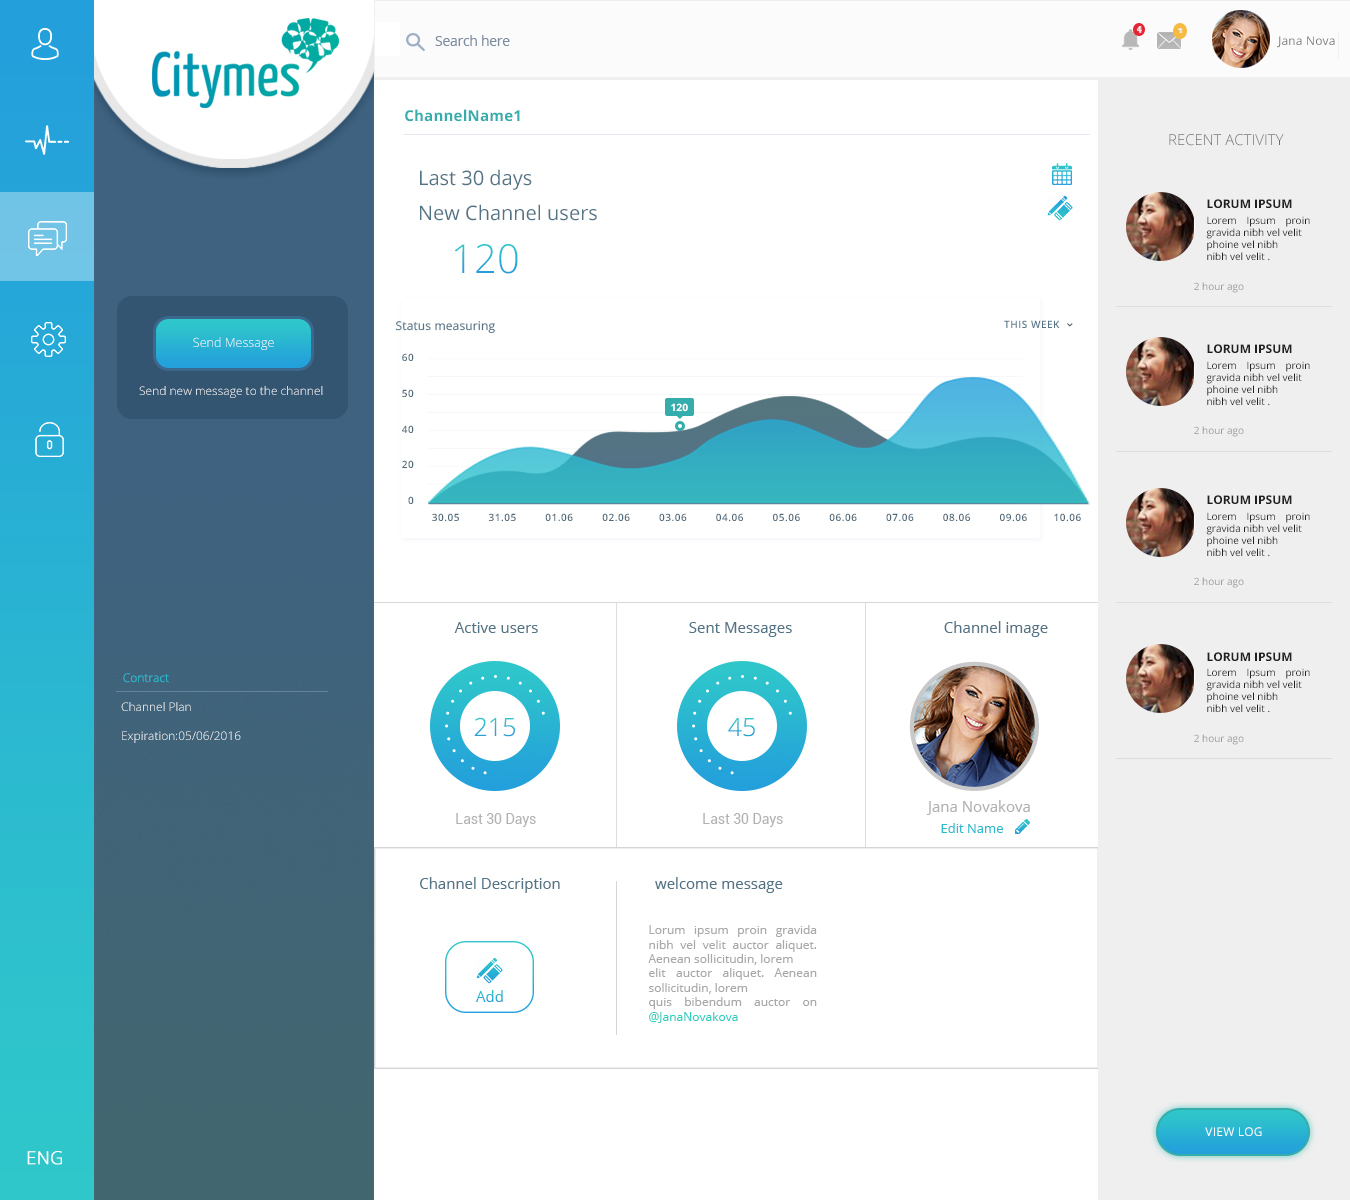 Citymes
Search here
4
1
Jana Nova
ENG
0
Send Message
Send new message to the channel
Contract
Channel Plan
Expiration:05/06/2016
ChannelName1
Last 30 days
New Channel users
120
Status measuring
THIS WEEK
60
50
40
20
0
120
30.05 31.05 01.06 02.06 03.06 04.06 05.06 06.06 07.06 08.06 09.06 10.06
Active users
215
Last 30 Days
Sent Messages
45
Last 30 Days
Channel image
Jana Novakova
Edit Name
Channel Description
Add
welcome message
Lorum ipsum proin gravida
nibh vel velit auctor aliquet.
Aenean sollicitudin, lorem
elit auctor aliquet. Aenean
sollicitudin, lorem
quis bibendum auctor on
@JanaNovakova
RECENT ACTIVITY
LORUM IPSUM
Lorem Ipsum proin
gravida nibh vel velit
phoine vel nibh
nibh vel velit .
2 hour ago
LORUM IPSUM
Lorem Ipsum proin
gravida nibh vel velit
phoine vel nibh
nibh vel velit .
2 hour ago
LORUM IPSUM
Lorem Ipsum proin
gravida nibh vel velit
phoine vel nibh
nibh vel velit .
2 hour ago
LORUM IPSUM
Lorem Ipsum proin
gravida nibh vel velit
phoine vel nibh
nibh vel velit .
2 hour ago
VIEW LOG